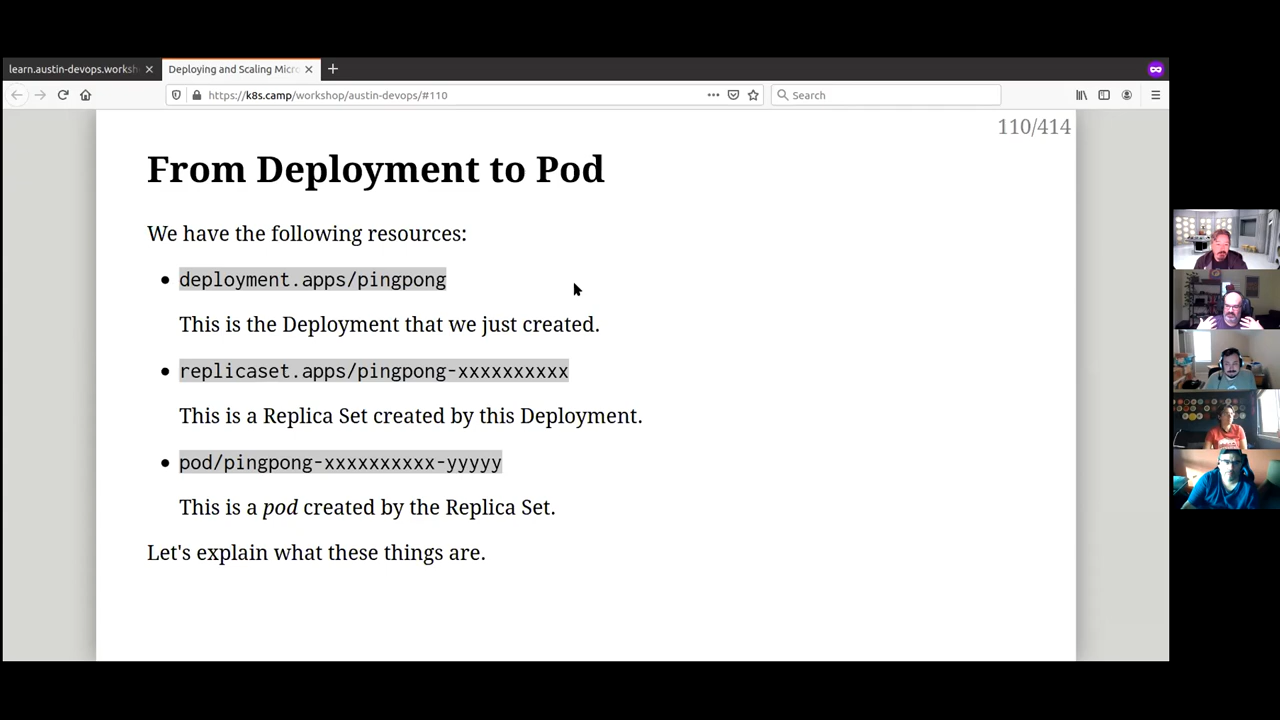 learn.austin-devops.worksh
Deploying and Scaling Micro
https://k8s.camp/workshop/austin-devops/#110
Search
110/414
From Deployment to Pod
We have the following resources:
deployment.apps/pingpong
This is the Deployment that we just created.
replicaset.apps/pingpong-xxxxxxxxxx
This is a Replica Set created by this Deployment.
pod/pingpong-xxxxxxxxxx-yyyyy
This is a pod created by the Replica Set.
Let's explain what these things are.